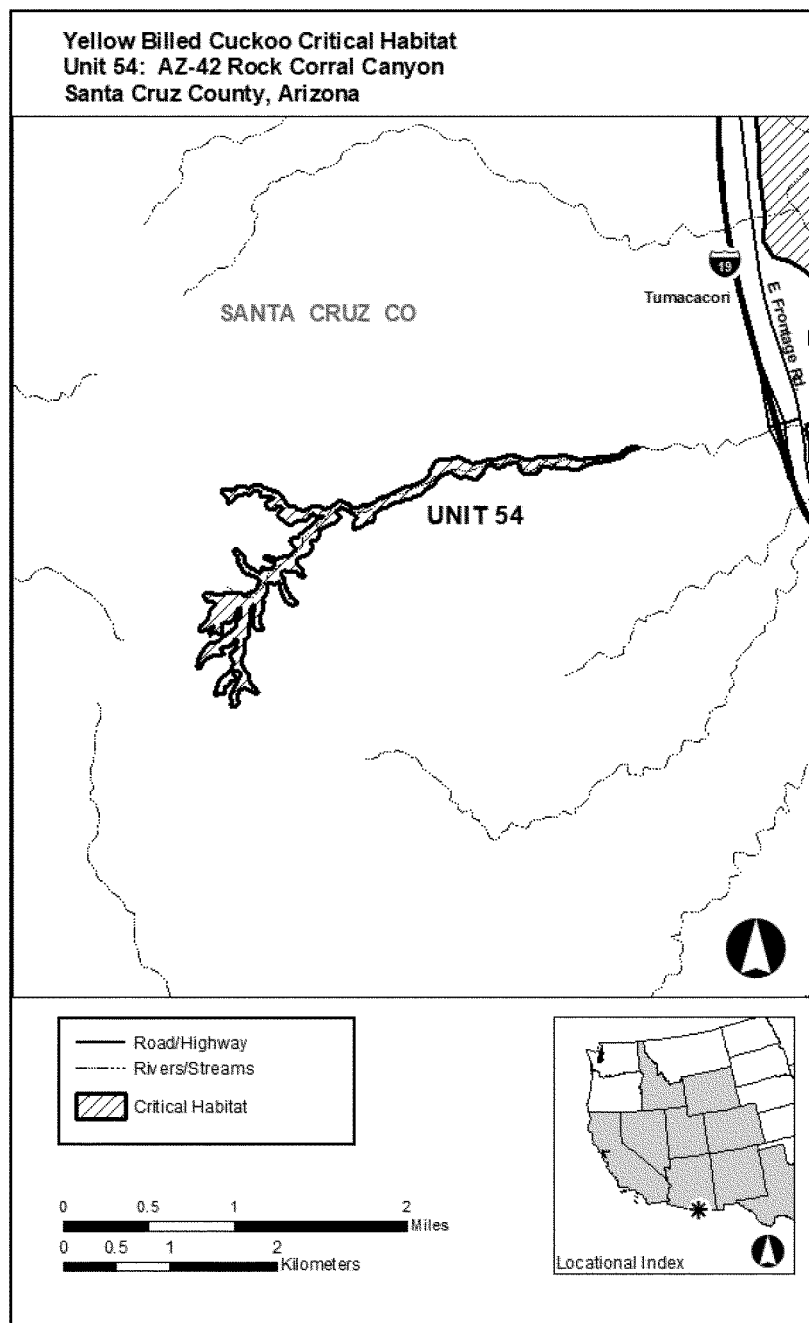 Yellow Billed Cuckoo Critical Habitat
Unit 54: AZ-42 Rock Corral Canyon
Santa Cruz County, Arizona
19
Tumacacori
E Frontage Rd.
SANTA CRUZ CO
UNIT 54
Road/Highway
Rivers/Streams
Critical Habitat
0 0.5 1 2
Miles
0 0.5 1 2
Kilometers
Locational Index